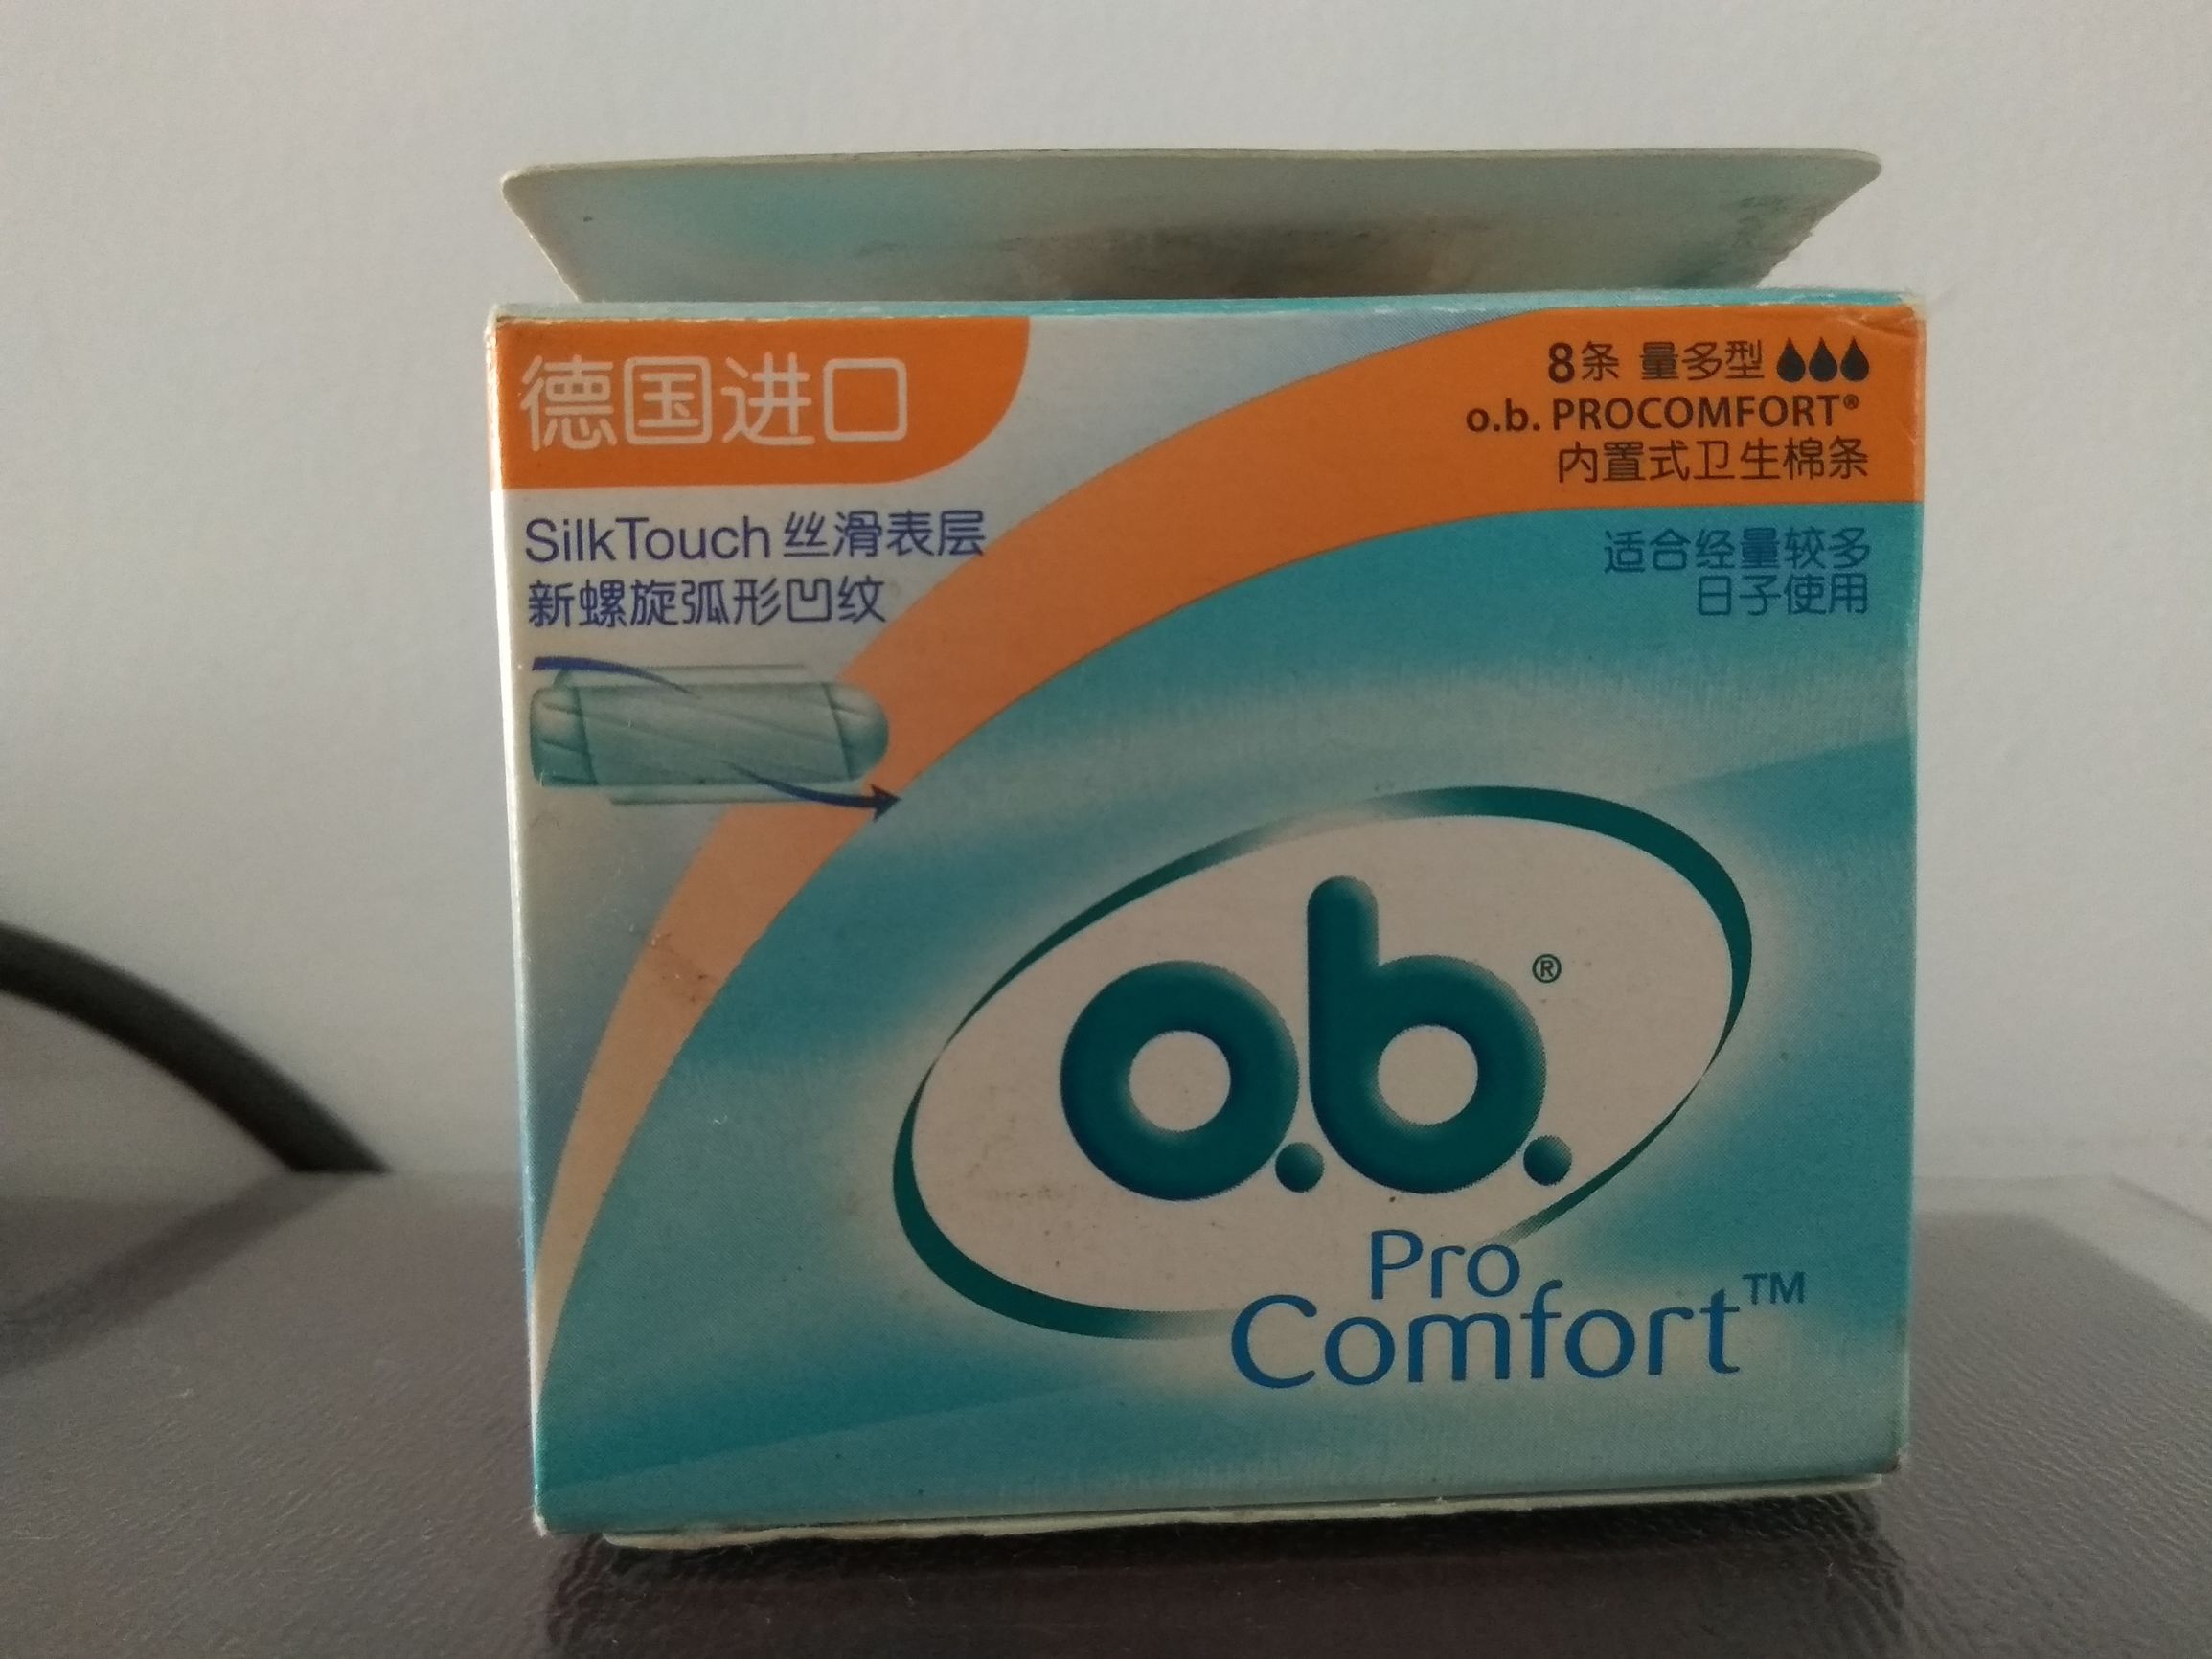 德国进口
8条 量多型
o.b. PROCOMFORT®
内置式卫生棉条
SilkTouch 丝滑表层
新螺旋弧形凹纹
适合经量较多
日子使用
o.b.®
Pro
Comfort™